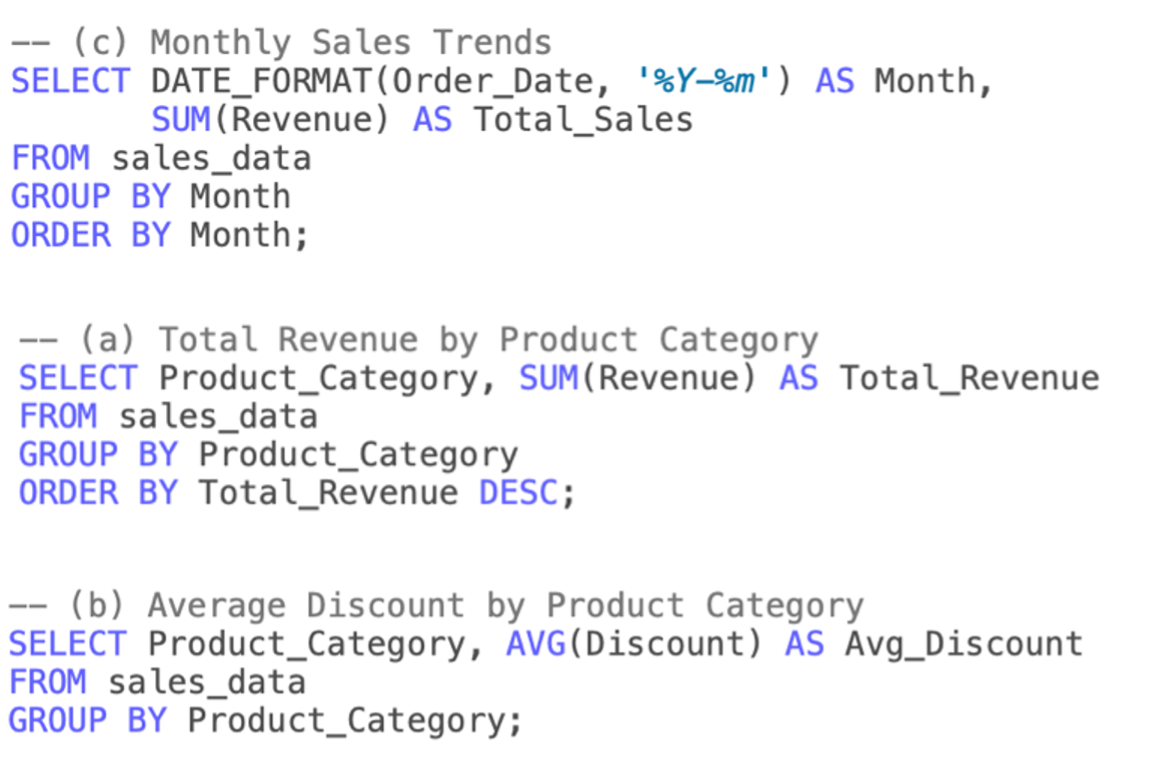 -- (c) Monthly Sales Trends
SELECT DATE_FORMAT(Order_Date, '%Y-%m') AS Month,
       SUM(Revenue) AS Total_Sales
FROM sales_data
GROUP BY Month
ORDER BY Month;
-- (a) Total Revenue by Product Category
SELECT Product_Category, SUM(Revenue) AS Total_Revenue
FROM sales_data
GROUP BY Product_Category
ORDER BY Total_Revenue DESC;
-- (b) Average Discount by Product Category
SELECT Product_Category, AVG(Discount) AS Avg_Discount
FROM sales_data
GROUP BY Product_Category;